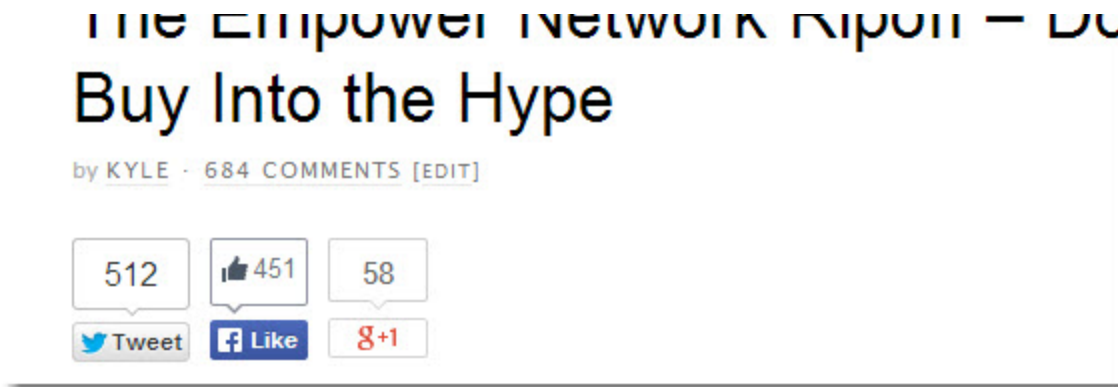 The Empower Network Ripoff – Do
Buy Into the Hype
by KYLE · 684 COMMENTS [EDIT]
512 451 58
Tweet Like g+1